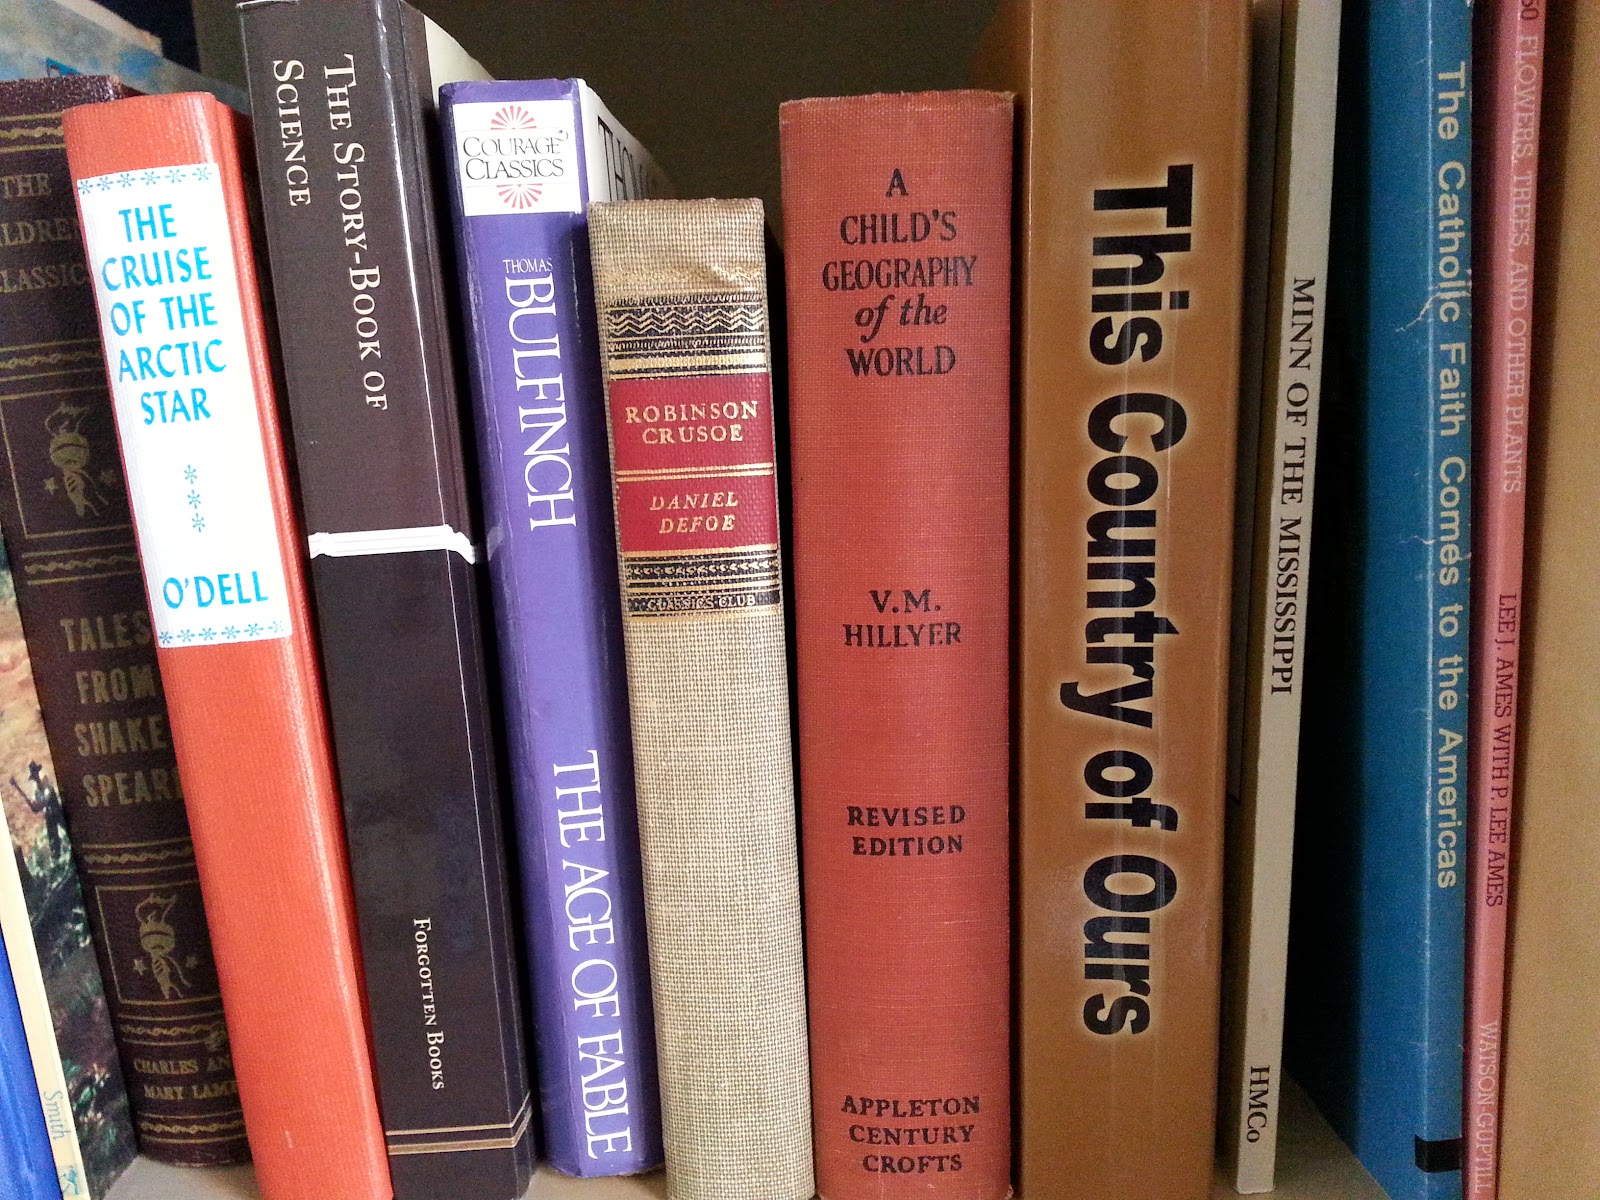 Smith
THE
CLASSIC
TALES
FROM
SHAKE
SPEARE
CHARLES AN
MARY LAMB
THE
CRUISE
OF THE
ARCTIC
STAR
O'DELL
THE STORY-BOOK OF
SCIENCE
FORGOTTEN BOOKS
COURAGE
CLASSICS
THOMAS
BULFINCH
THE AGE OF FABLE
ROBINSON
CRUSOE
DANIEL
DEFOE
CLASSICS CLUB
A
CHILD'S
GEOGRAPHY
of the
WORLD
V.M.
HILLYER
REVISED
EDITION
APPLETON
CENTURY
CROFTS
This Country of Ours
MINN OF THE MISSISSIPPI
HMCo
The Catholic Faith Comes to the Americas
50 FLOWERS, TREES, AND OTHER PLANTS
LEE J. AMES WITH P. LEE AMES
WATSON-GUPTILL